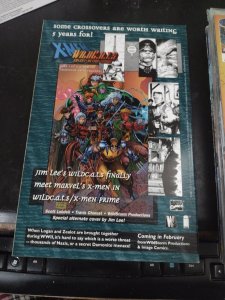 SOME CROSSOVERS ARE WORTH WAITING
5 YEARS FOR!
X-MEN
WILDC.A.T.S
JIM LEE'S WILDC.A.T.S FINALLY
MEET MARVEL'S X-MEN IN
WILDC.A.T.S/X-MEN PRIME
Scott Lobdell • Travis Charest • WildStorm Productions
Special alternate cover by Jim Lee!
When Logan and Zealot are brought together
during WWII, it's hard to say which is a worse threat
-- thousands of Nazis, or a secret Daemonite menace!
Coming in February
from WildStorm Productions
& Image Comics.